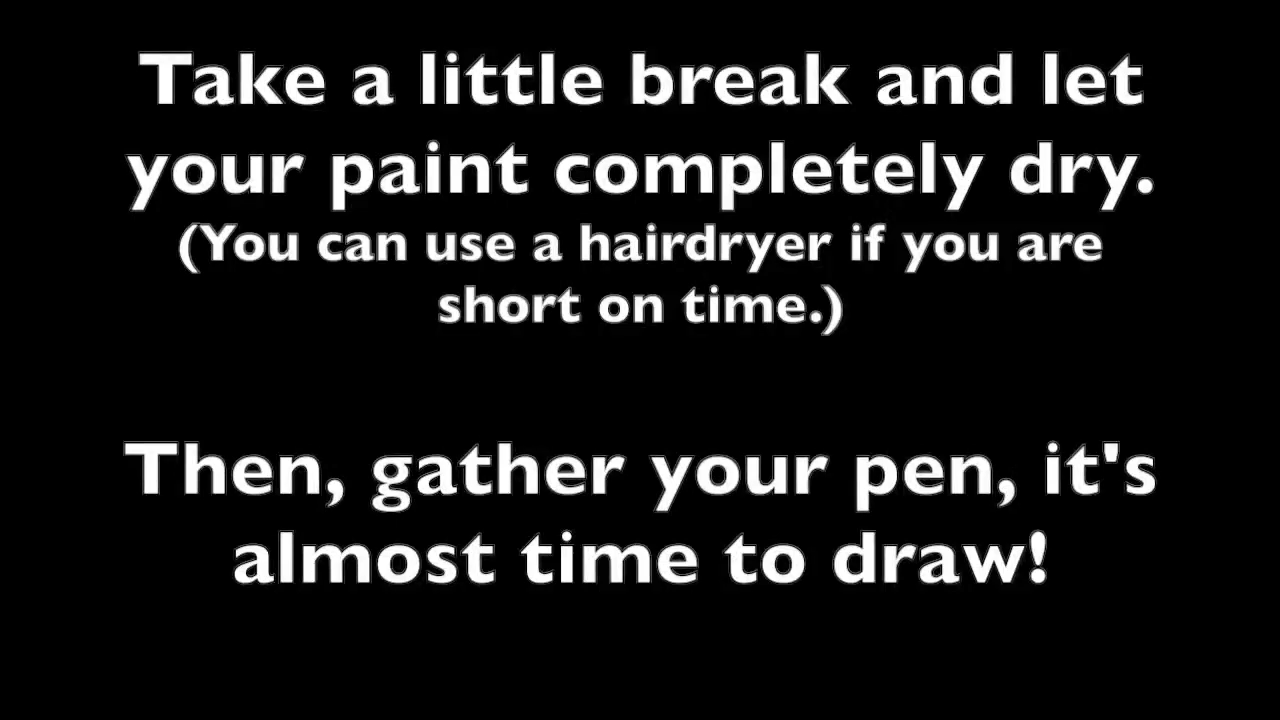 Take a little break and let
your paint completely dry.
(You can use a hairdryer if you are
short on time.)
Then, gather your pen, it's
almost time to draw!